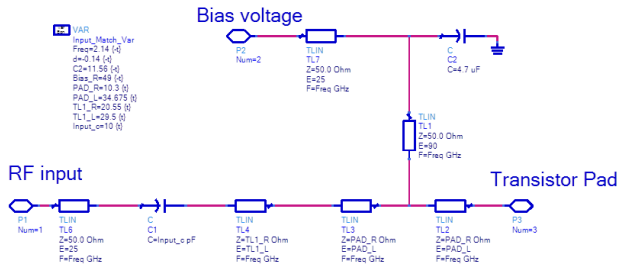 Bias voltage
VAR
Input_Match_Var
Freq=2.14 {-t}
d=-0.14 {-t}
C2=11.56 {-t}
Bias_R=49 {t}
PAD_R=10.3 {t}
PAD_L=34.675 {t}
TL1_R=20.55 {t}
TL1_L=29.5 {t}
Input_c=10 {t}
P2
Num=2
TLIN
TL7
Z=50.0 Ohm
E=25
F=Freq GHz
C
C2
C=4.7 uF
TLIN
TL1
Z=50.0 Ohm
E=90
F=Freq GHz
RF input
Transistor Pad
P1
Num=1
TLIN
TL6
Z=50.0 Ohm
E=25
F=Freq GHz
C
C1
C=Input_c pF
TLIN
TL4
Z=TL1_R Ohm
E=TL1_L
F=Freq GHz
TLIN
TL3
Z=PAD_R Ohm
E=PAD_L
F=Freq GHz
TLIN
TL2
Z=PAD_R Ohm
E=PAD_L
F=Freq GHz
P3
Num=3